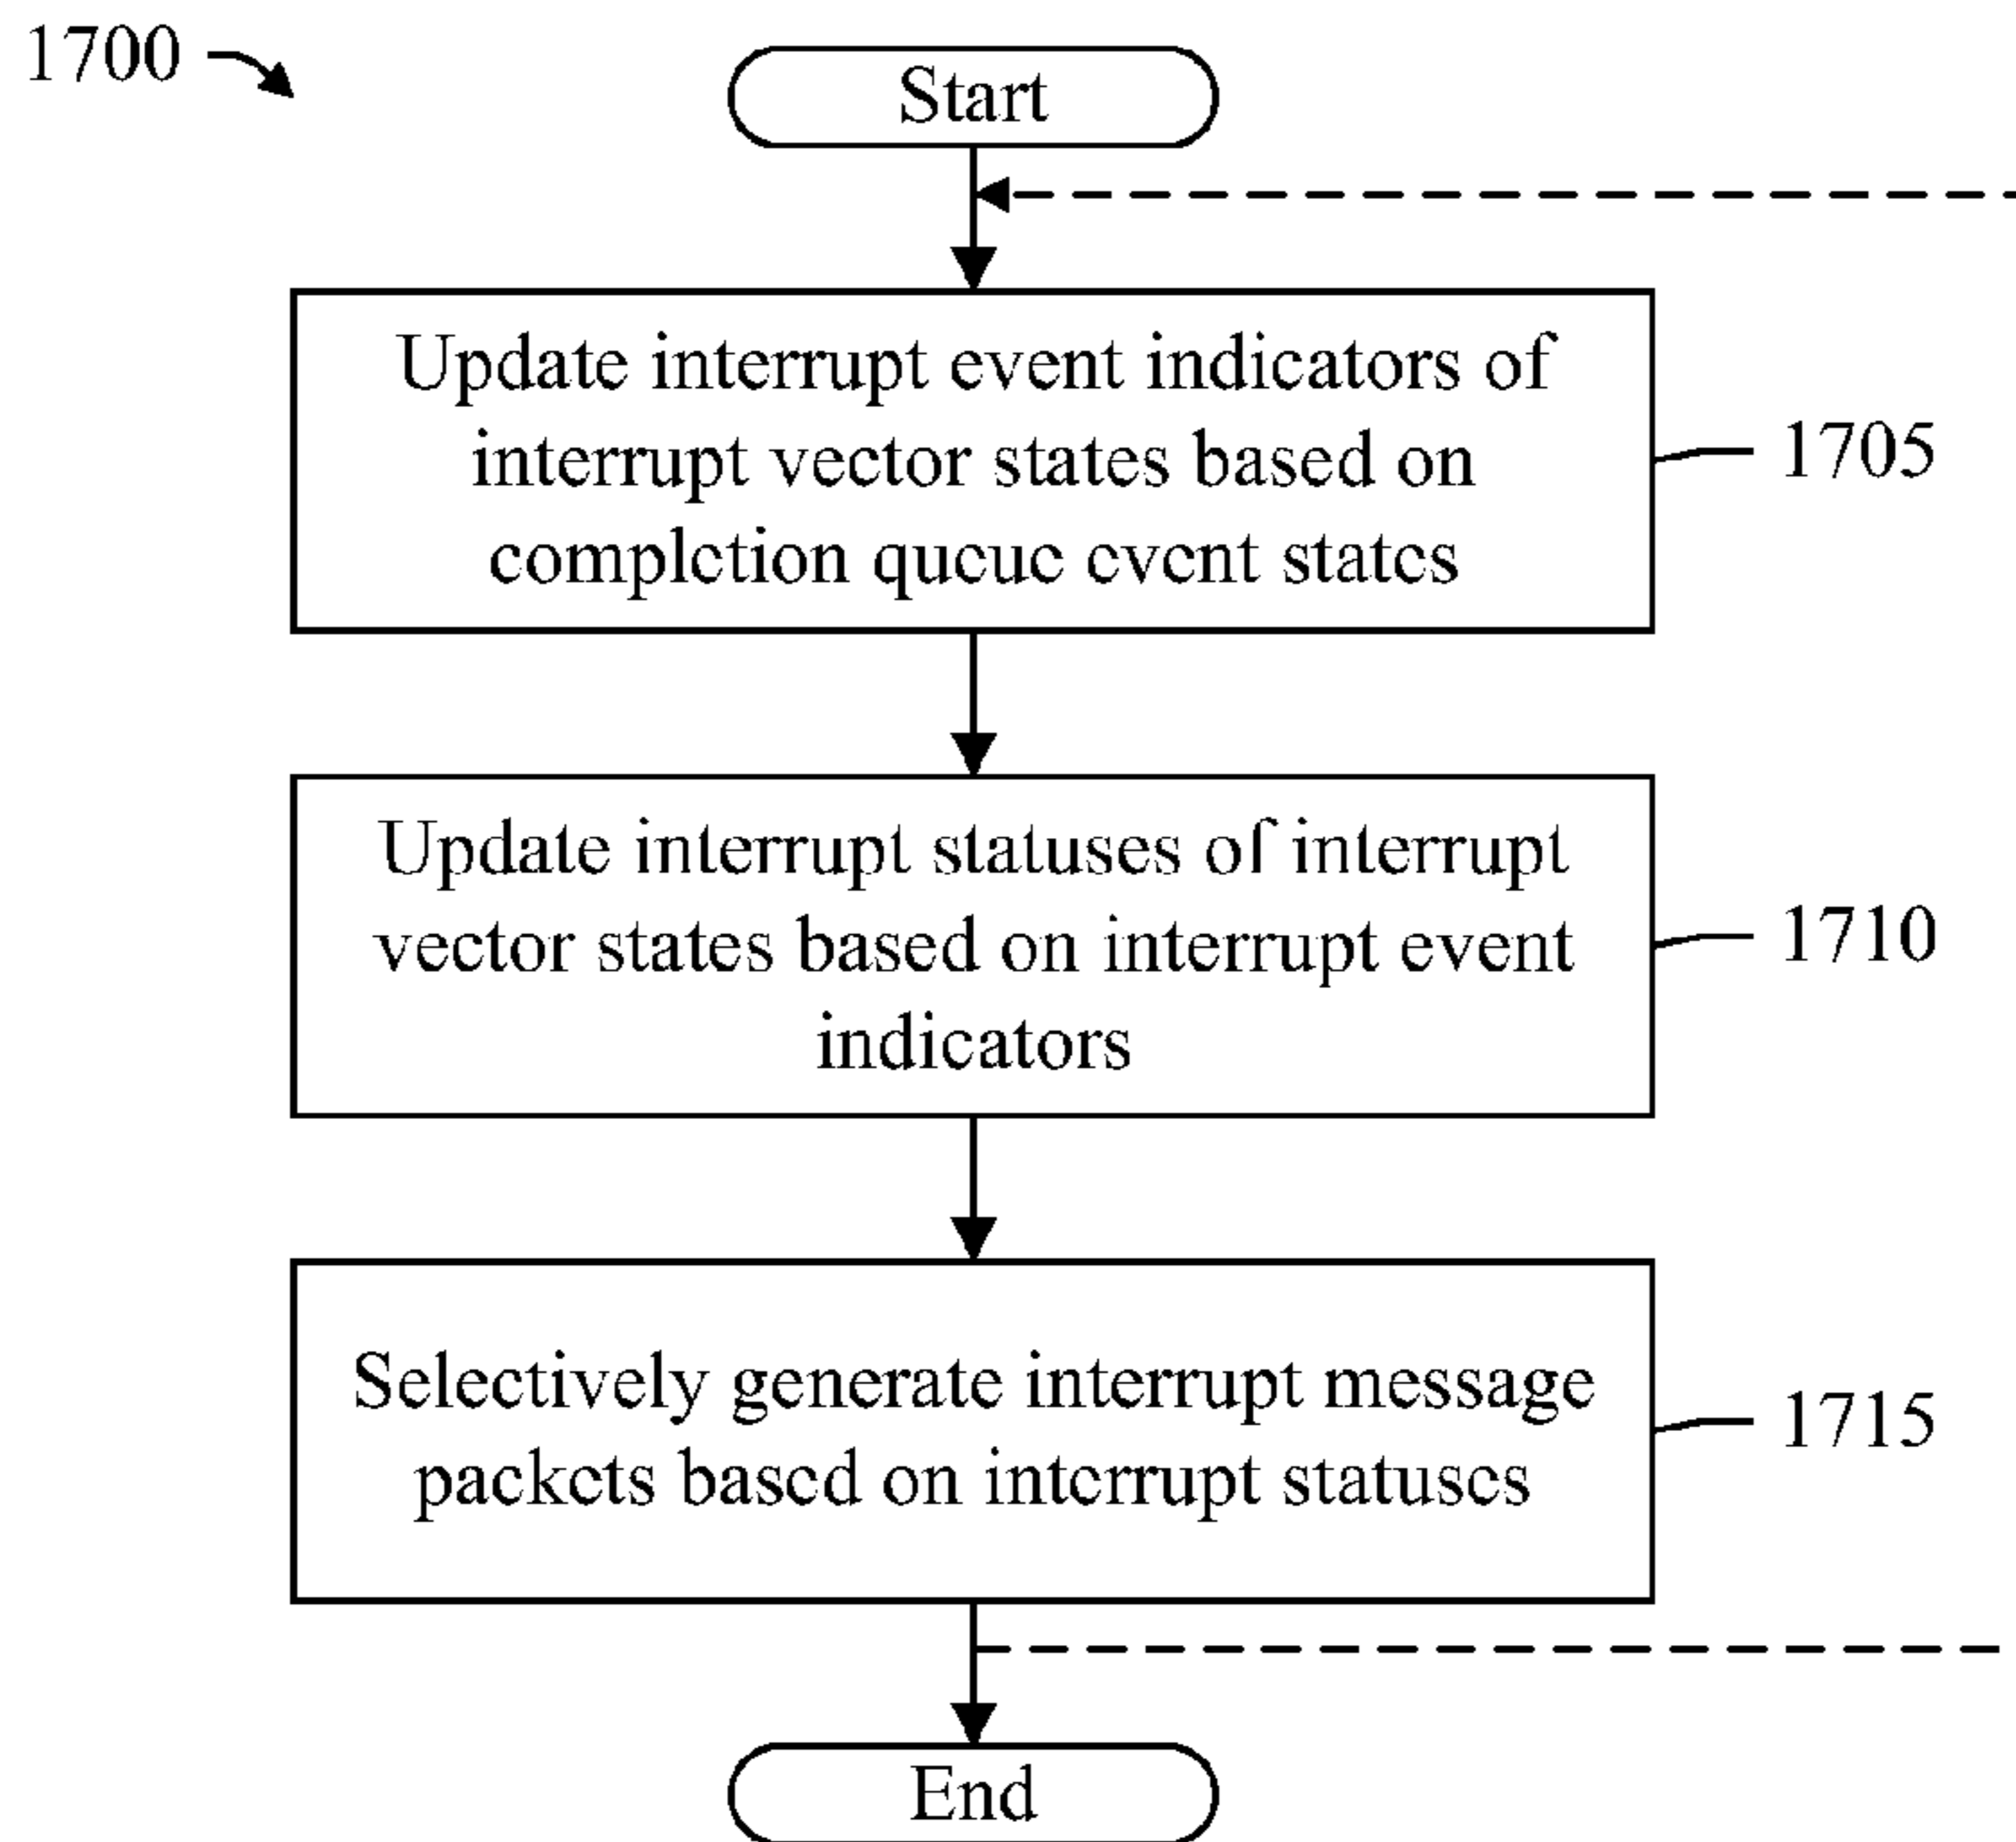 1700
Start
Update interrupt event indicators of
interrupt vector states based on
completion queue event states
1705
Update interrupt statuses of interrupt
vector states based on interrupt event
indicators
1710
Selectively generate interrupt message
packets based on interrupt statuses
1715
End